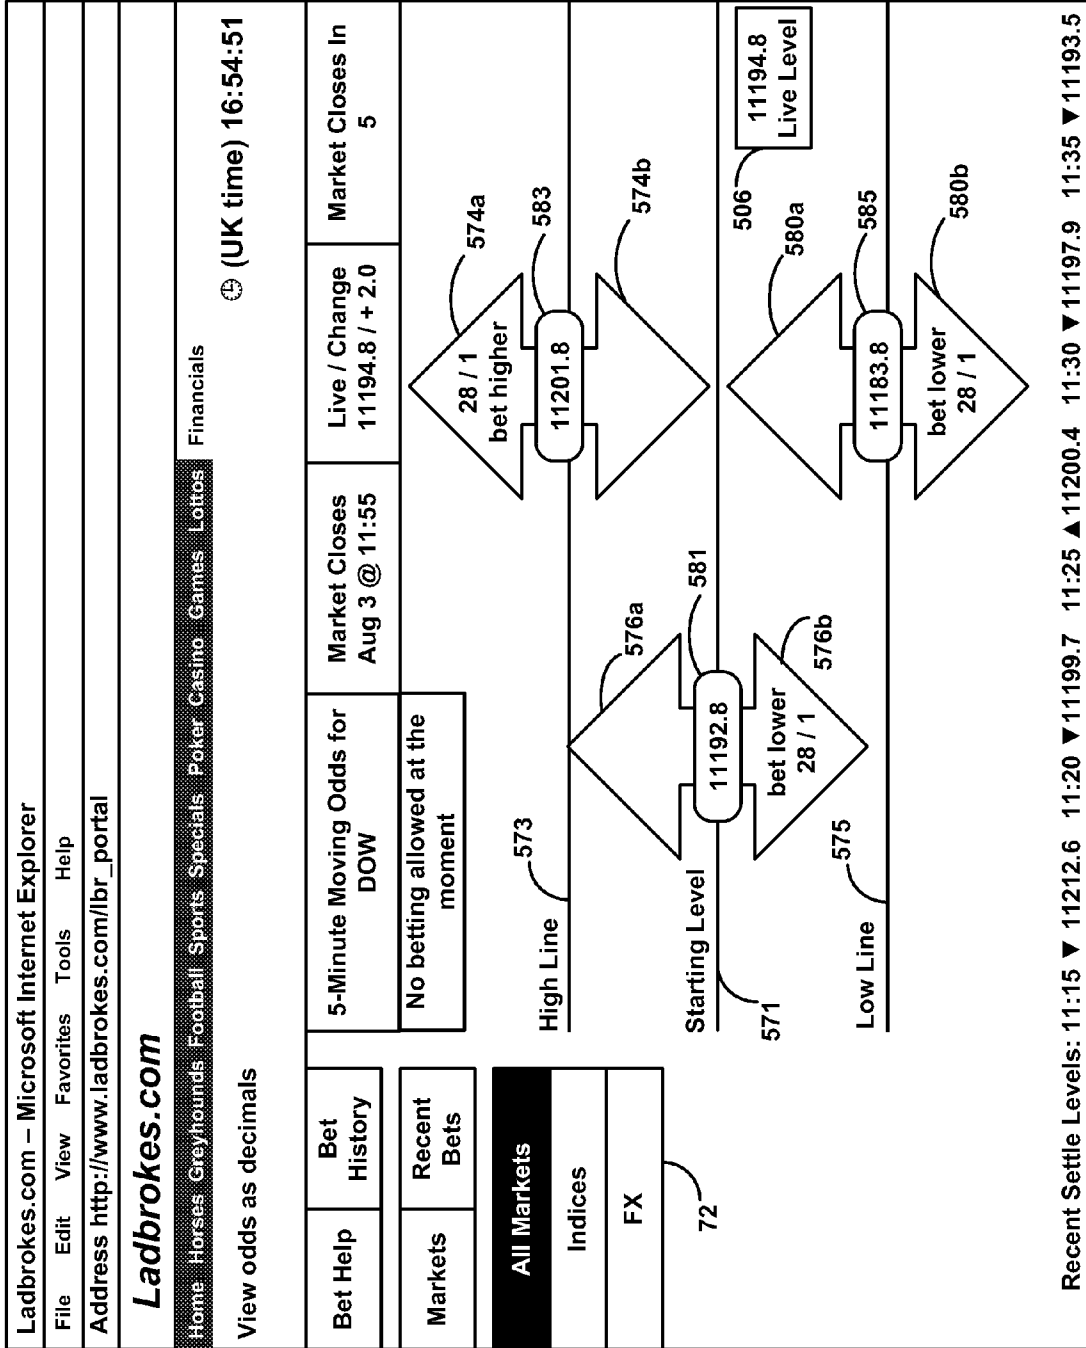 Ladbrokes.com – Microsoft Internet Explorer
File Edit View Favorites Tools Help
Address http://www.ladbrokes.com/lbr_portal
Ladbrokes.com
Home Horses Greyhounds Football Sports Specials Poker Casino Games Lottos Financials
View odds as decimals
(UK time) 16:54:51
Bet Help
Bet
History
5-Minute Moving Odds for
DOW
Market Closes
Aug 3 @ 11:55
Live / Change
11194.8 / + 2.0
Market Closes In
5
Markets
Recent
Bets
No betting allowed at the
moment
All Markets
Indices
FX
72
High Line
573
28 / 1
bet higher
574a
11201.8
583
574b
576a
Starting Level
571
11192.8
581
bet lower
28 / 1
576b
506
11194.8
Live Level
580a
Low Line
575
11183.8
585
bet lower
28 / 1
580b
Recent Settle Levels: 11:15 ▼ 11212.6 11:20 ▼11199.7 11:25 ▲11200.4 11:30 ▼11197.9 11:35 ▼11193.5